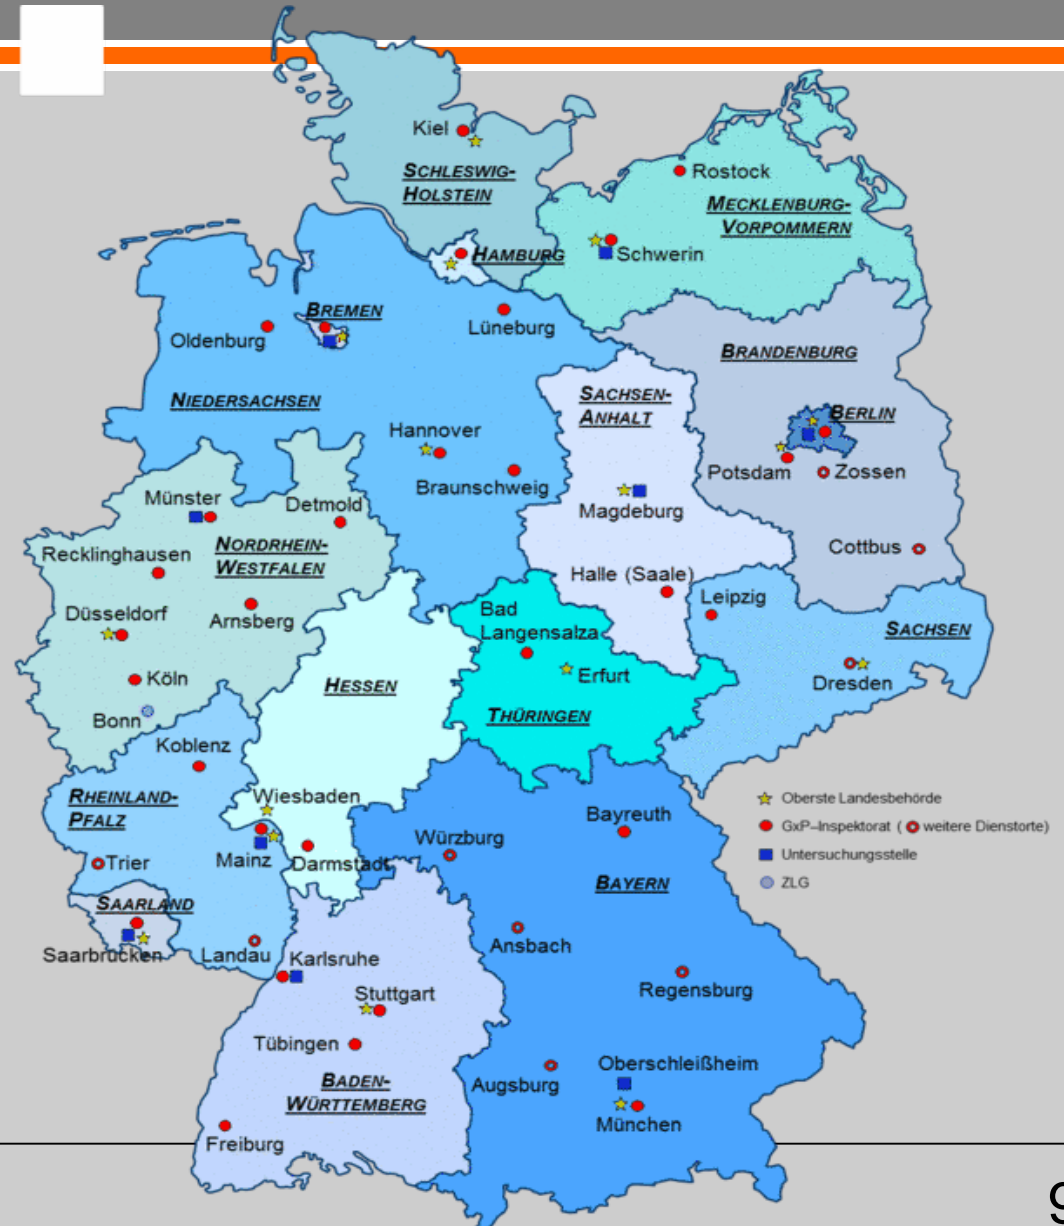 Kiel
SCHLESWIG-
HOLSTEIN
Rostock
MECKLENBURG-
VORPOMMERN
HAMBURG
Schwerin
BREMEN
Lüneburg
Oldenburg
BRANDENBURG
NIEDERSACHSEN
SACHSEN-
ANHALT
BERLIN
Hannover
Braunschweig
Potsdam
Zossen
Magdeburg
Münster
Detmold
NORDRHEIN-
WESTFALEN
Recklinghausen
Cottbus
Halle (Saale)
Leipzig
Düsseldorf
Arnsberg
Bad
Langensalza
SACHSEN
Köln
HESSEN
Erfurt
Dresden
Bonn
THÜRINGEN
Koblenz
RHEINLAND-
PFALZ
Wiesbaden
Mainz
Darmstadt
Trier
Würzburg
Bayreuth
Oberste Landesbehörde
GxP–Inspektorat ( weitere Dienstorte)
Untersuchungsstelle
ZLG
BAYERN
SAARLAND
Saarbrücken
Landau
Karlsruhe
Ansbach
Regensburg
Stuttgart
Tübingen
BADEN-
WÜRTTEMBERG
Augsburg
Oberschleißheim
München
Freiburg
9